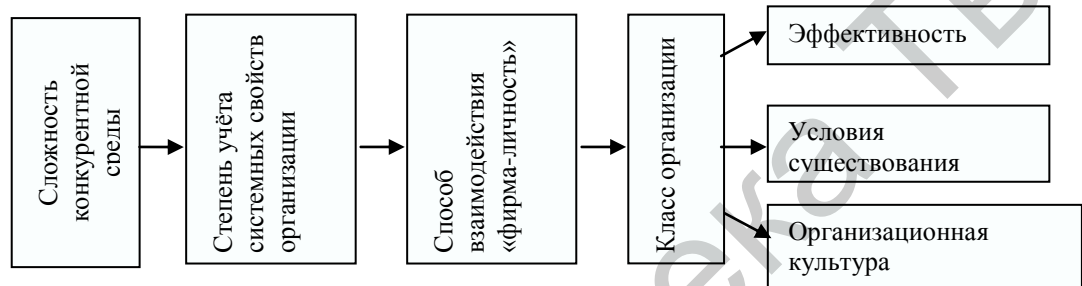 Сложность
конкурентной
среды
Степень учёта
системных свойств
организации
Способ
взаимодействия
«фирма-личность»
Класс организации
Эффективность
Условия
существования
Организационная
культура